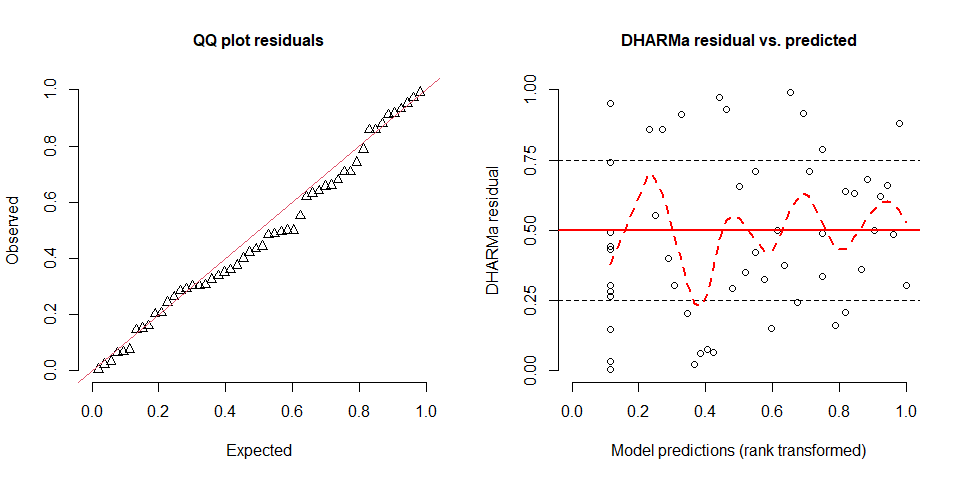 QQ plot residuals
Observed
0.0 0.2 0.4 0.6 0.8 1.0
0.0 0.2 0.4 0.6 0.8 1.0
Expected
DHARMa residual vs. predicted
DHARMa residual
0.00 0.25 0.50 0.75 1.00
0.0 0.2 0.4 0.6 0.8 1.0
Model predictions (rank transformed)